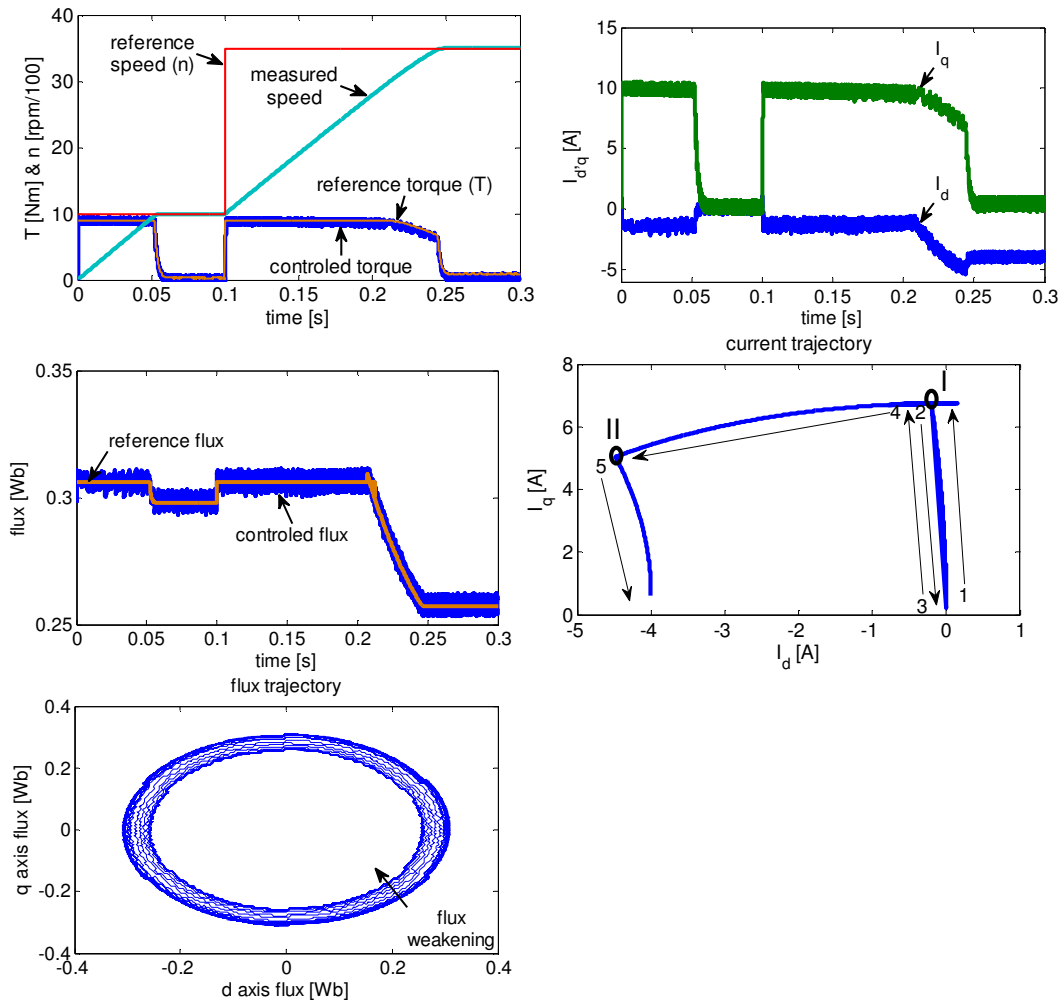 40
30
20
10
0
T [Nm] & n [rpm/100]
reference
speed (n)
measured
speed
reference torque (T)
controled torque
0
0.05
0.1
0.15
0.2
0.25
0.3
time [s]
15
10
5
0
-5
I d'q [A]
I q
I d
0
0.05
0.1
0.15
0.2
0.25
0.3
time [s]
0.35
0.3
0.25
flux [Wb]
reference flux
controled flux
0
0.05
0.1
0.15
0.2
0.25
0.3
time [s]
current trajectory
8
6
4
2
0
I q [A]
I
II
4
2
5
3
1
-5
-4
-3
-2
-1
0
1
I d [A]
flux trajectory
0.4
0.2
0
-0.2
-0.4
q axis flux [Wb]
flux
weakening
-0.4
-0.2
0
0.2
0.4
d axis flux [Wb]